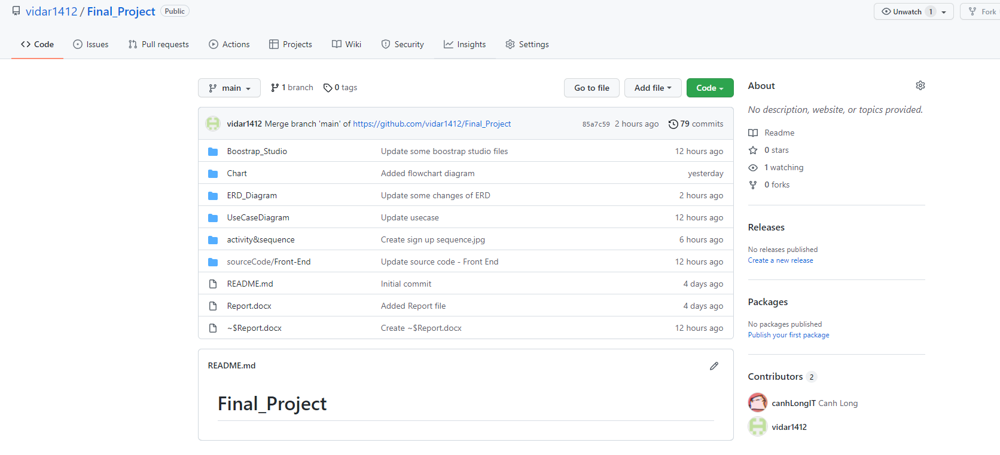 vidar1412 / Final_Project Public
Unwatch 1
Fork
Code Issues Pull requests Actions Projects Wiki Security Insights Settings
main 1 branch 0 tags Go to file Add file Code
vidar1412 Merge branch 'main' of https://github.com/vidar1412/Final_Project 85a7c59 2 hours ago 79 commits
Boostrap_Studio Update some boostrap studio files 12 hours ago
Chart Added flowchart diagram yesterday
ERD_Diagram Update some changes of ERD 2 hours ago
UseCaseDiagram Update usecase 12 hours ago
activity&sequence Create sign up sequence.jpg 6 hours ago
sourceCode/Front-End Update source code - Front End 12 hours ago
README.md Initial commit 4 days ago
Report.docx Added Report file 4 days ago
~$Report.docx Create ~$Report.docx 12 hours ago
README.md
Final_Project
About
No description, website, or topics provided.
Readme
0 stars
1 watching
0 forks
Releases
No releases published
Create a new release
Packages
No packages published
Publish your first package
Contributors 2
canhLongIT Canh Long
vidar1412